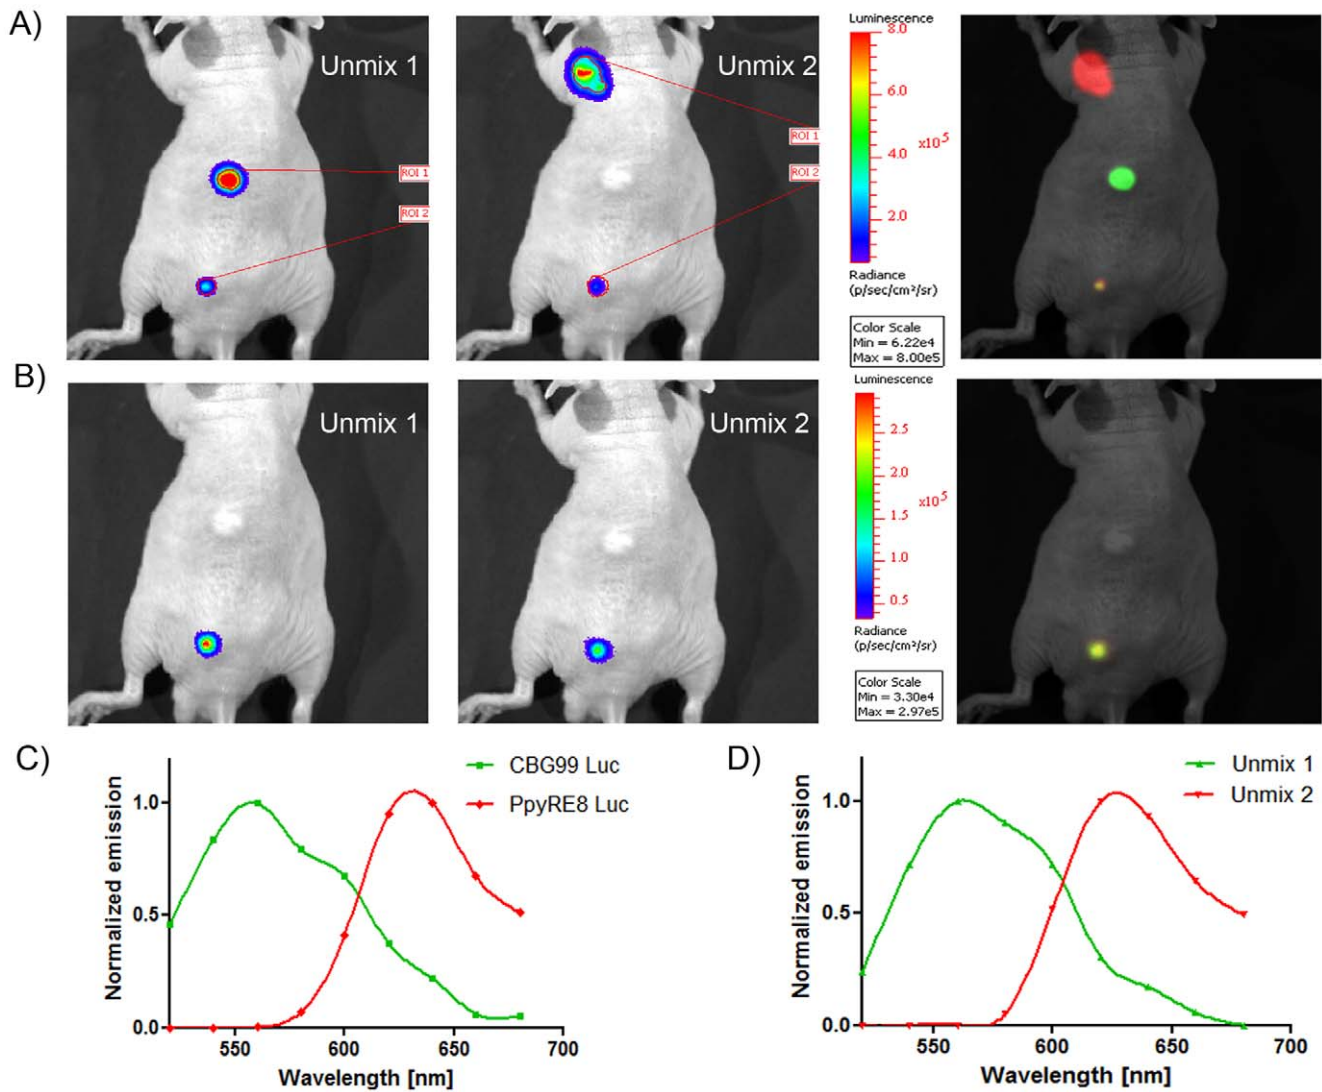 A)
Unmix 1
ROI 1
ROI 2
Unmix 2
ROI 1
ROI 2
Luminescence
8.0
6.0
x10⁵
4.0
2.0
Radiance
(p/sec/cm²/sr)
Color Scale
Min = 6.22e4
Max = 8.00e5
B)
Unmix 1
Unmix 2
Luminescence
2.5
2.0
x10⁵
1.5
1.0
0.5
Radiance
(p/sec/cm²/sr)
Color Scale
Min = 3.30e4
Max = 2.97e5
C)
CBG99 Luc
PpyRE8 Luc
Normalized emission
1.0
0.5
0.0
550 600 650 700
Wavelength [nm]
D)
Unmix 1
Unmix 2
Normalized emission
1.0
0.5
0.0
550 600 650 700
Wavelength [nm]